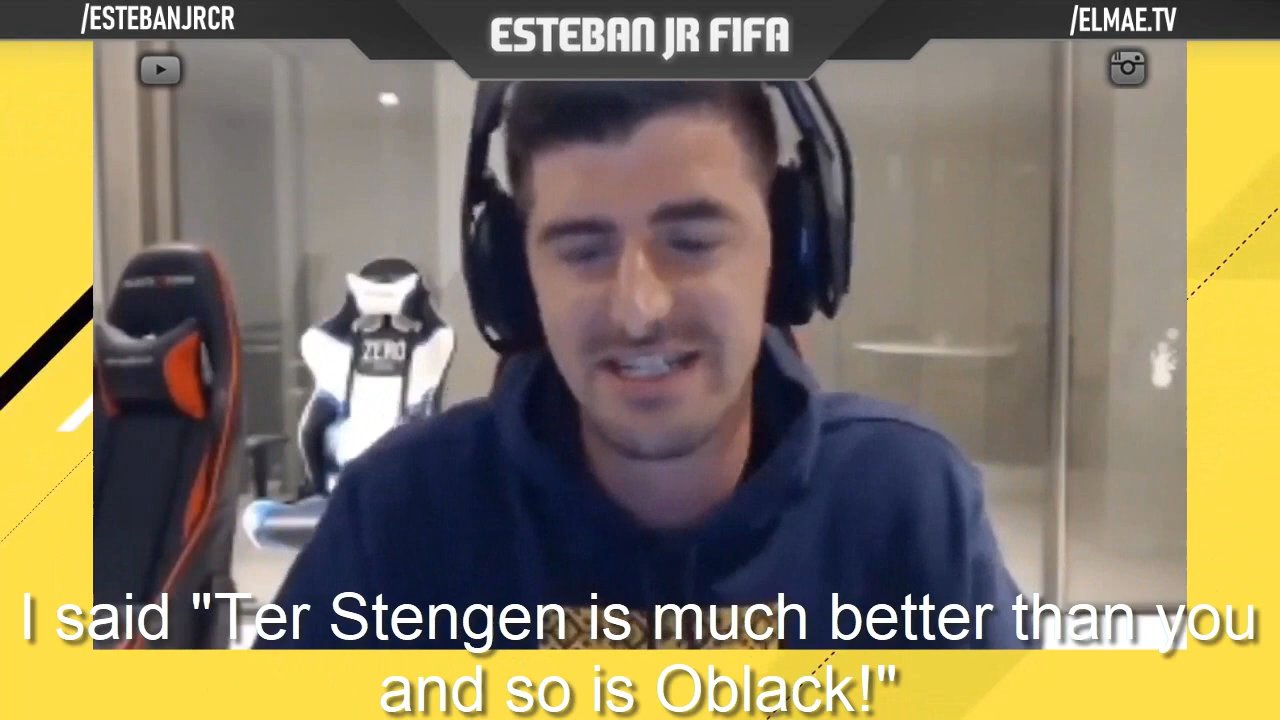 /ESTEBANJRCR
ESTEBAN JR FIFA
/ELMAE.TV
ZERO
I said "Ter Stengen is much better than you
and so is Oblack!"